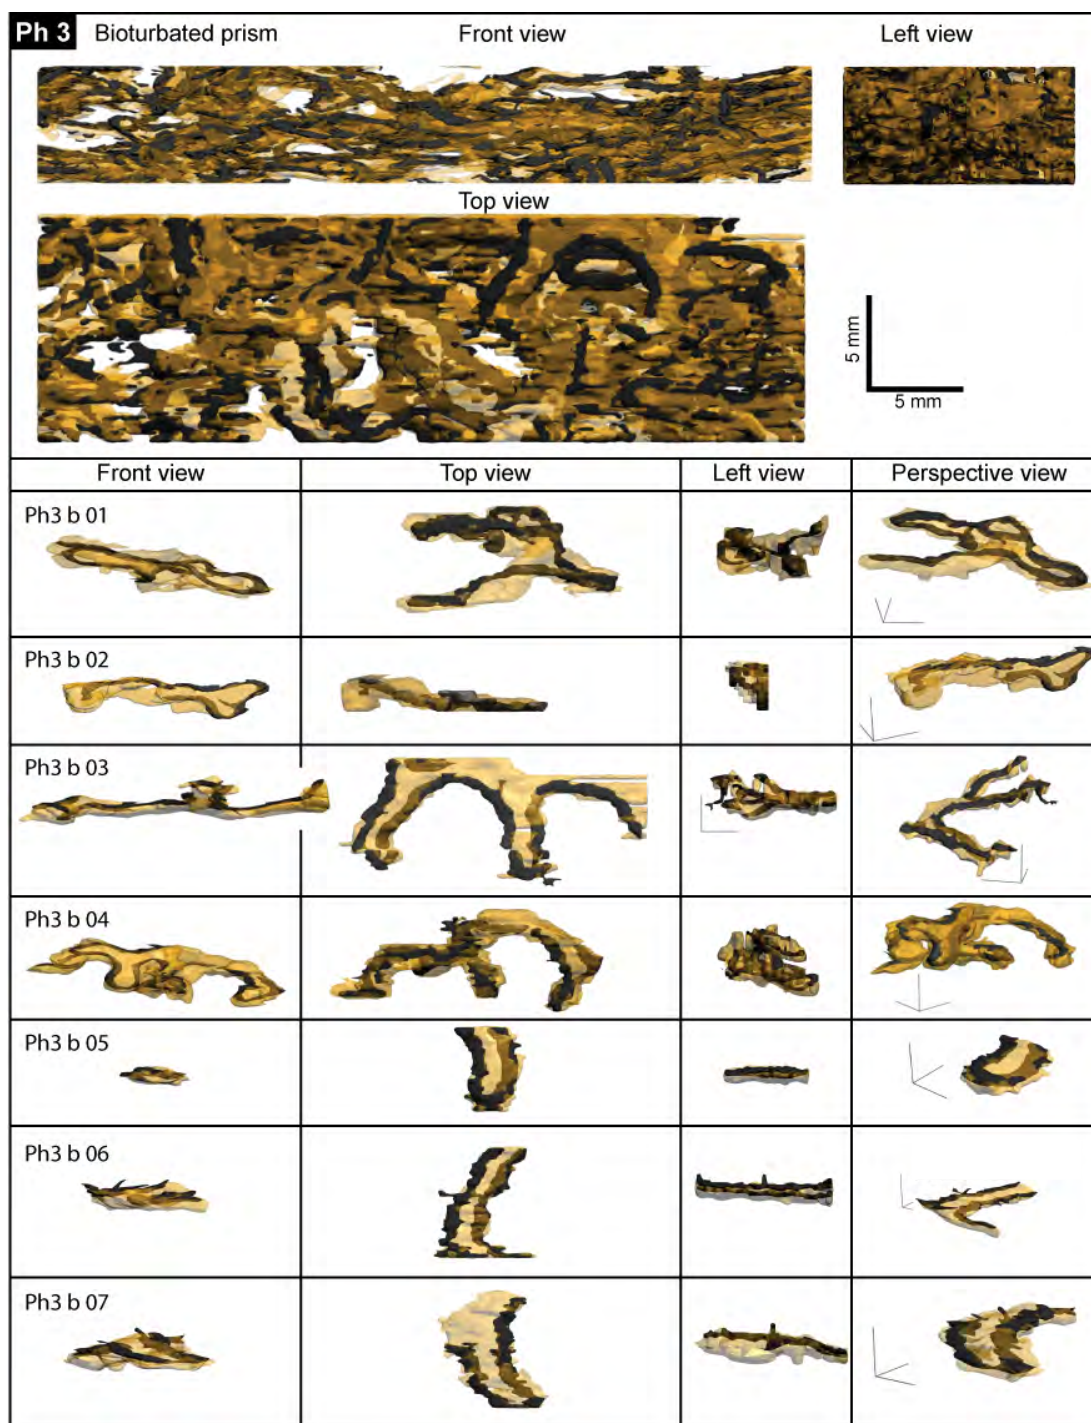 Ph 3 Bioturbated prism Front view Left view
Top view
5 mm
5 mm
Front view Top view Left view Perspective view
Ph3 b 01
Ph3 b 02
Ph3 b 03
Ph3 b 04
Ph3 b 05
Ph3 b 06
Ph3 b 07